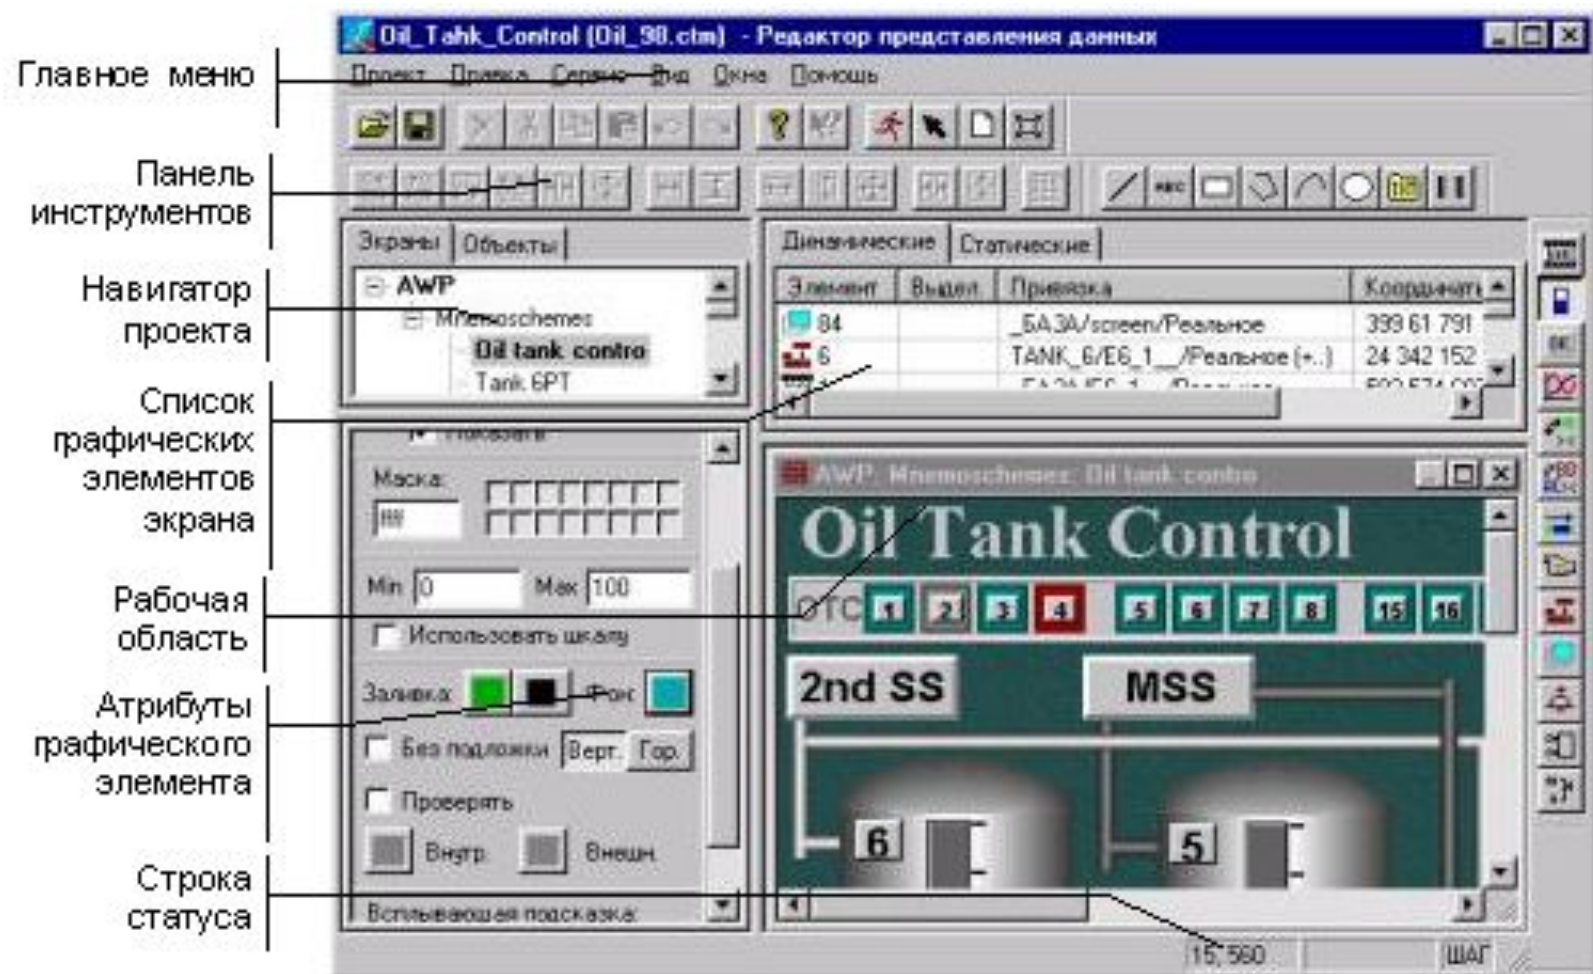 Oil_Tahk_Control (Oil_98.ctm) - Редактор представления данных
Главное меню
Проект Правка Сервис Вид Окна Помощь
Панель
инструментов
ABC
Экраны Объекты
Динамические Статические
Навигатор
проекта
AWP
Mnemoschemes
Oil tank contro
Tank 6PT
Элемент Выдел. Привязка Координаты
84 _БАЗА/screen/Реальное 399 61 791
6 TANK_6/E6_1__/Реальное (+..) 24 342 152
Список
графических
элементов
экрана
Показать
Маска:
Min 0 Max 100
Использовать шкалу
Заливка: Фон:
Без подложки Верт. Гор.
Проверять
Внутр. Внешн.
Всплывающая подсказка:
AWP: Mnemoschemes: Oil tank contro
Oil Tank Control
OTC 1 2 3 4 5 6 7 8 15 16
2nd SS MSS
6 5
Рабочая
область
Атрибуты
графического
элемента
Строка
статуса
15, 560 ШАГ